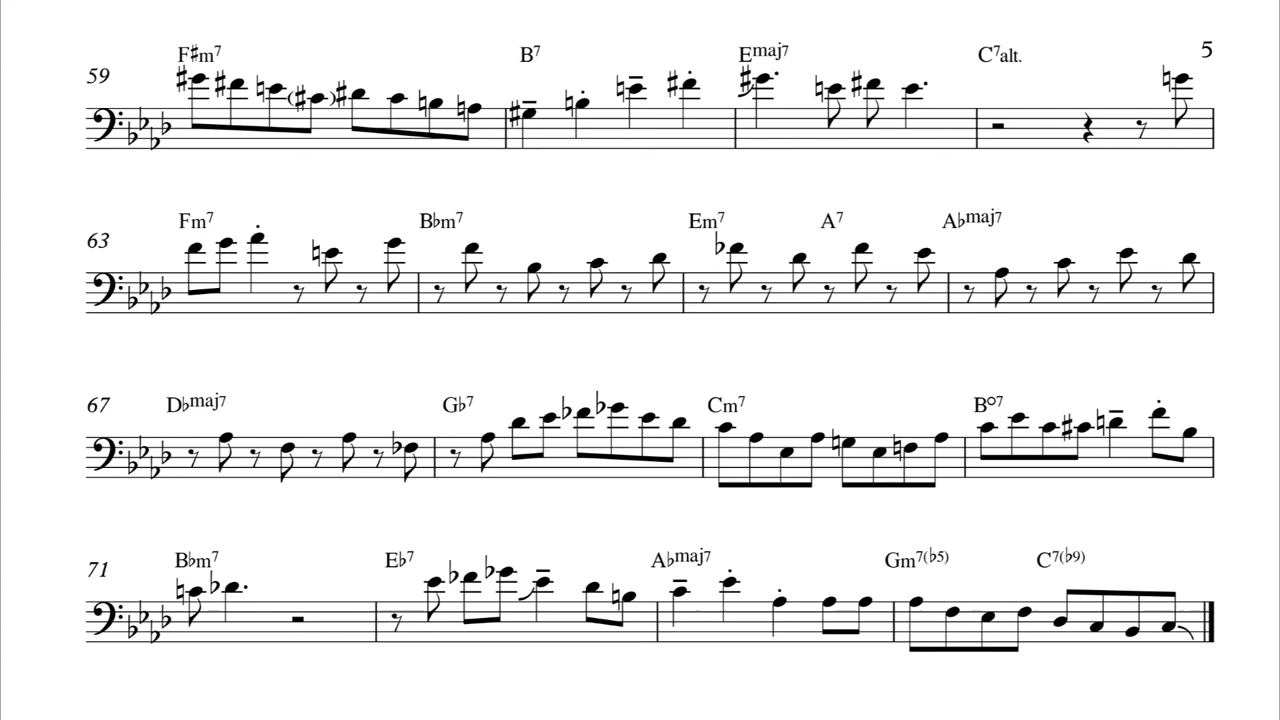 5
F♯m7 B7 Emaj7 C7alt.
59
Fm7 B♭m7 Em7 A7 A♭maj7
63
D♭maj7 G♭7 Cm7 B°7
67
B♭m7 E♭7 A♭maj7 Gm7(♭5) C7(♭9)
71